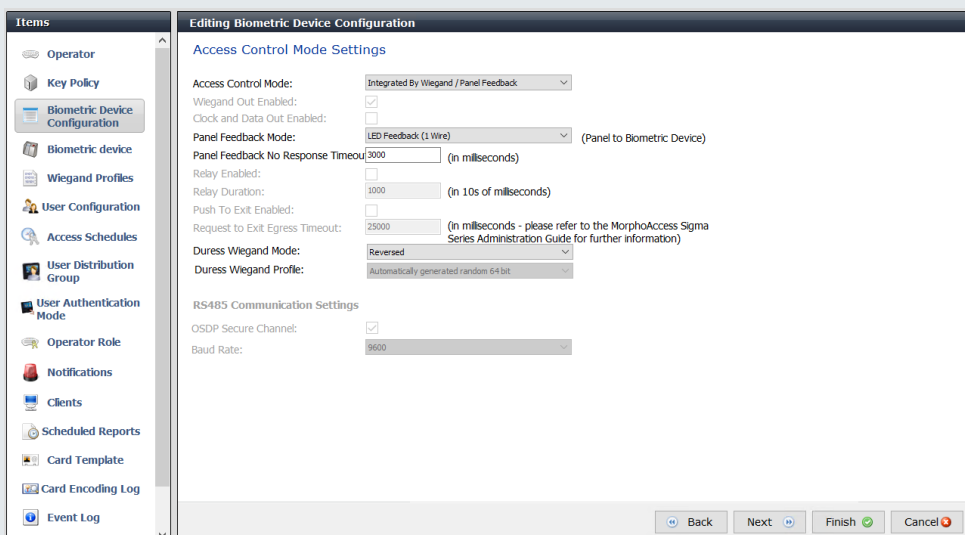 Items
Operator
Key Policy
Biometric Device
Configuration
Biometric device
Wiegand Profiles
User Configuration
Access Schedules
User Distribution
Group
User Authentication
Mode
Operator Role
Notifications
Clients
Scheduled Reports
Card Template
Card Encoding Log
Event Log
Editing Biometric Device Configuration
Access Control Mode Settings
Access Control Mode: Integrated By Wiegand / Panel Feedback
Wiegand Out Enabled:
Clock and Data Out Enabled:
Panel Feedback Mode: LED Feedback (1 Wire) (Panel to Biometric Device)
Panel Feedback No Response Timeou 3000 (in milliseconds)
Relay Enabled:
Relay Duration: 1000 (in 10s of milliseconds)
Push To Exit Enabled:
Request to Exit Egress Timeout: 25000 (in milliseconds - please refer to the MorphoAccess Sigma
Series Administration Guide for further information)
Duress Wiegand Mode: Reversed
Duress Wiegand Profile: Automatically generated random 64 bit
RS485 Communication Settings
OSDP Secure Channel:
Baud Rate: 9600
Back Next Finish Cancel